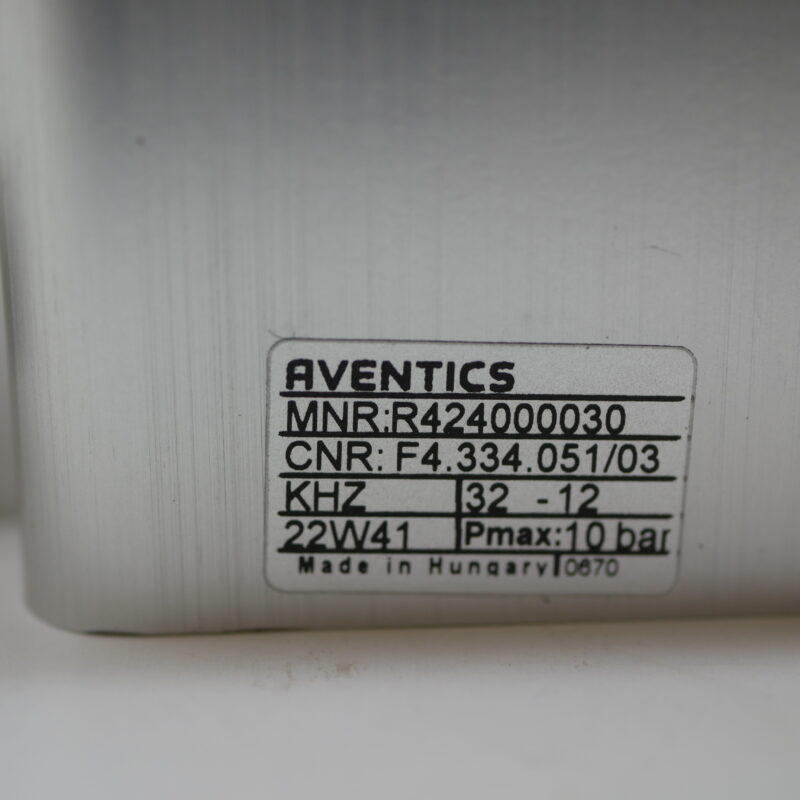 AVENTICS
MNR:R424000030
CNR: F4.334.051/03
KHZ 32 -12
22W41 Pmax:10 bar
Made in Hungary 0670